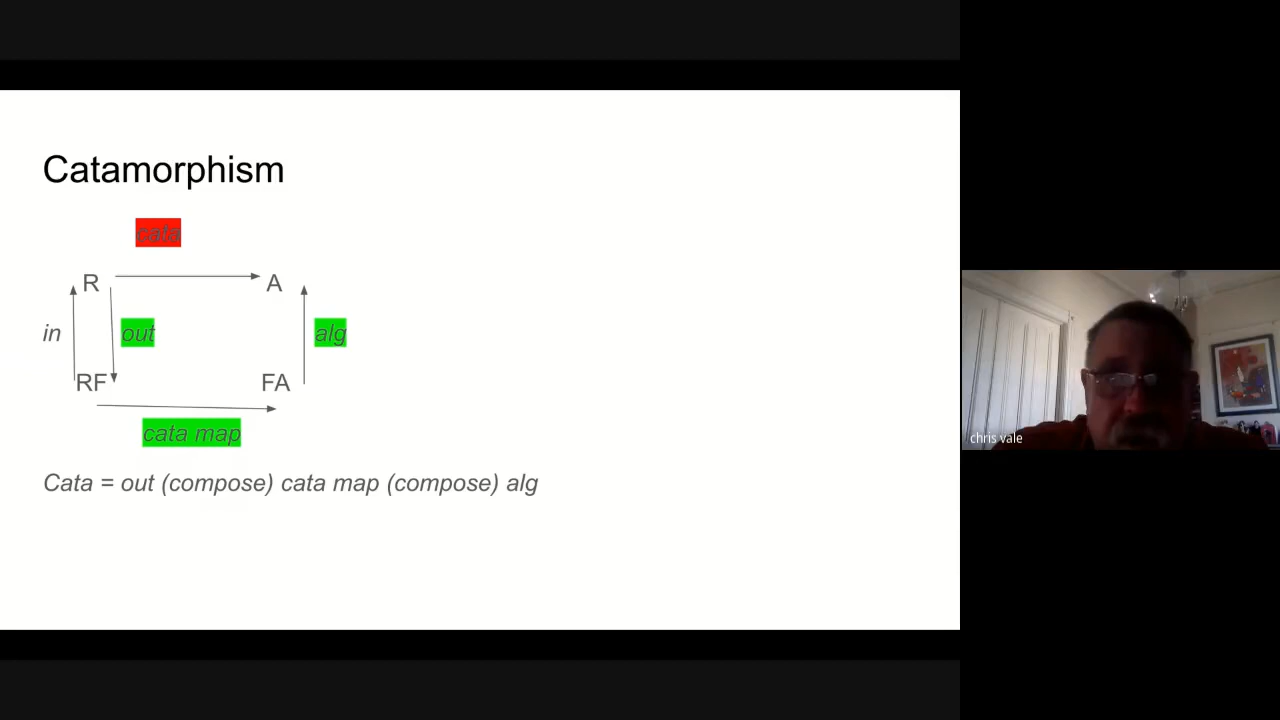 Catamorphism
cata
R A
in out alg
RF FA
cata map
chris vale
Cata = out (compose) cata map (compose) alg